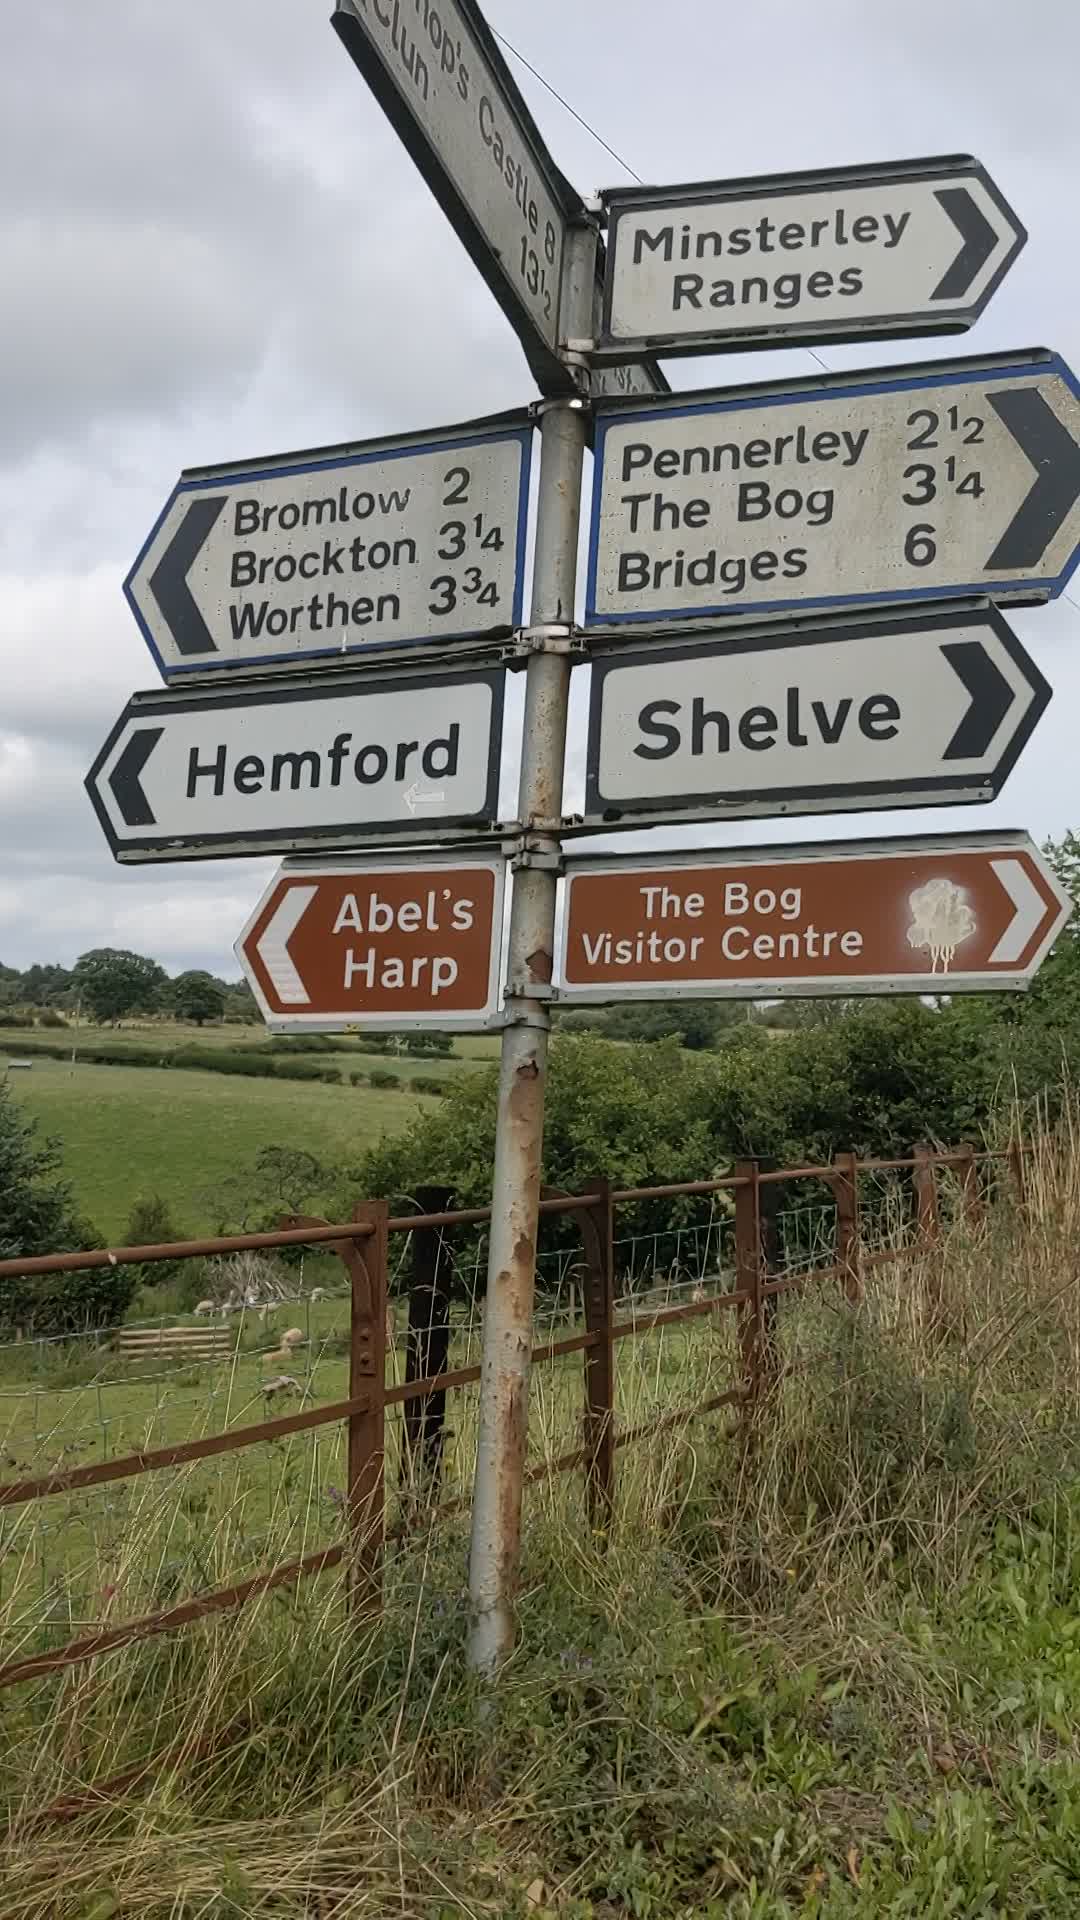 Castle 8
Clun 13½
Minsterley
Ranges
Bromlow 2
Brockton 3¼
Worthen 3¾
Pennerley 2½
The Bog 3¼
Bridges 6
Hemford
Shelve
Abel's
Harp
The Bog
Visitor Centre